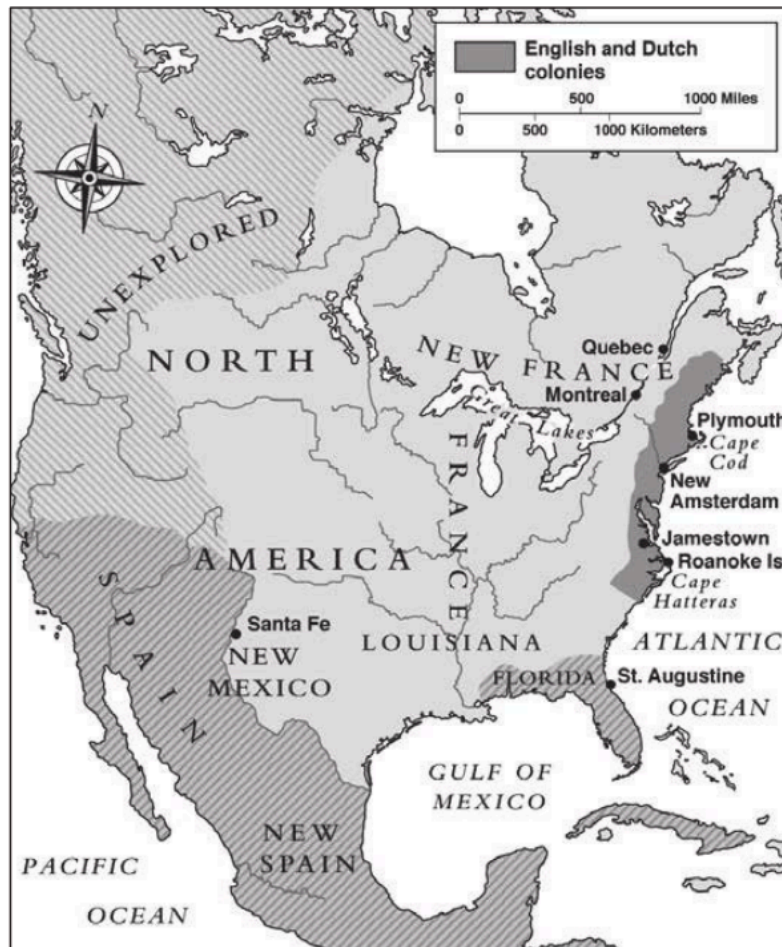 English and Dutch
colonies
0 500 1000 Miles
0 500 1000 Kilometers
N
UNEXPLORED
NORTH
AMERICA
NEW FRANCE
Quebec
Montreal
Great Lakes
Plymouth
Cape
Cod
New
Amsterdam
FRANCE
Jamestown
Roanoke Is
Cape
Hatteras
SPAIN
Santa Fe
NEW
MEXICO
LOUISIANA
ATLANTIC
OCEAN
FLORIDA
St. Augustine
GULF OF
MEXICO
NEW
SPAIN
PACIFIC
OCEAN